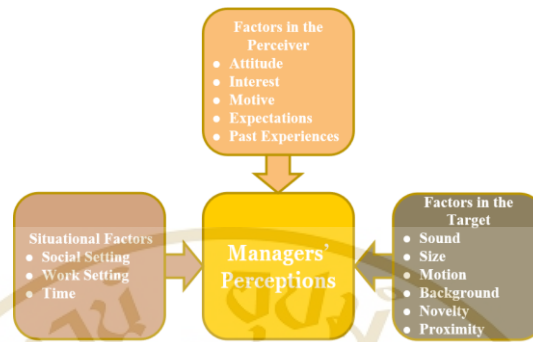 Factors in the
Perceiver
● Attitude
● Interest
● Motive
● Expectations
● Past Experiences
Situational Factors
● Social Setting
● Work Setting
● Time
Managers’
Perceptions
Factors in the
Target
● Sound
● Size
● Motion
● Background
● Novelty
● Proximity